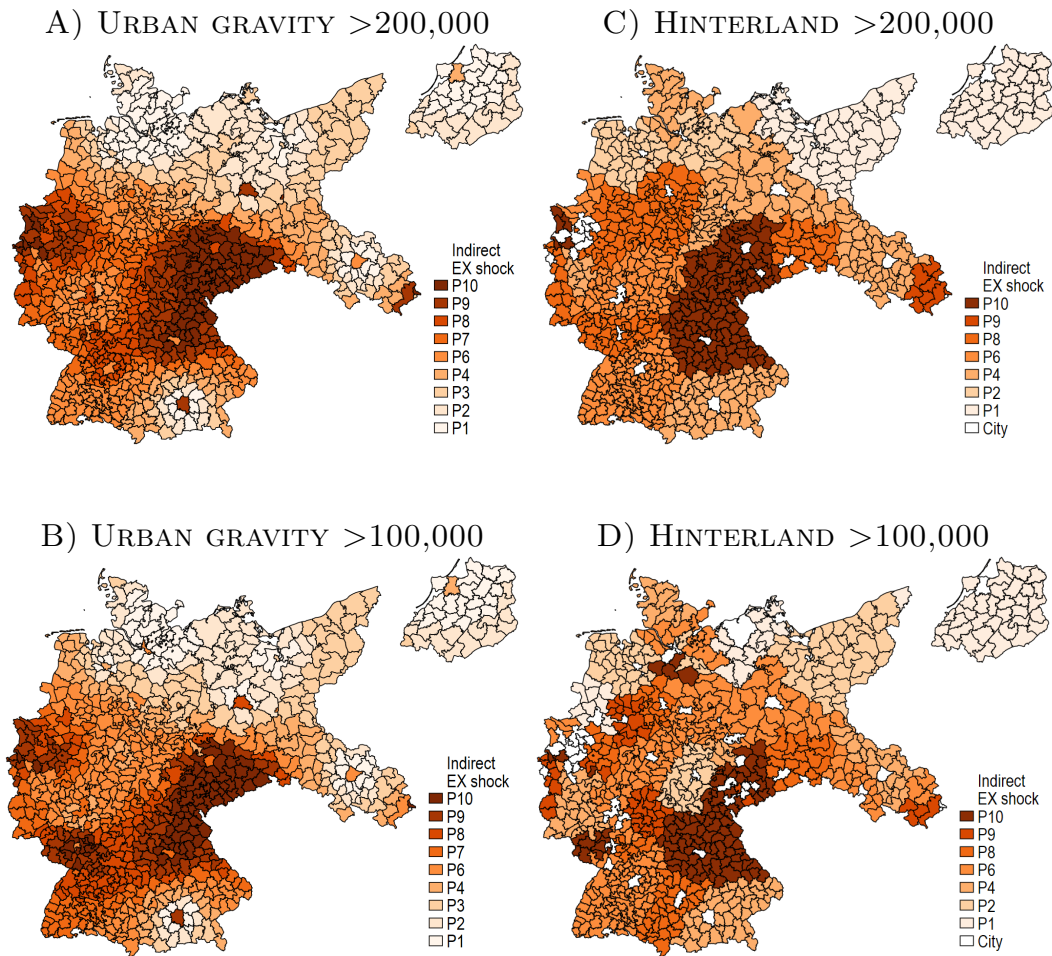 A) Urban gravity >200,000
Indirect
EX shock
P10
P9
P8
P7
P6
P4
P3
P2
P1
C) Hinterland >200,000
Indirect
EX shock
P10
P9
P8
P6
P4
P2
P1
City
B) Urban gravity >100,000
Indirect
EX shock
P10
P9
P8
P7
P6
P4
P3
P2
P1
D) Hinterland >100,000
Indirect
EX shock
P10
P9
P8
P6
P4
P2
P1
City